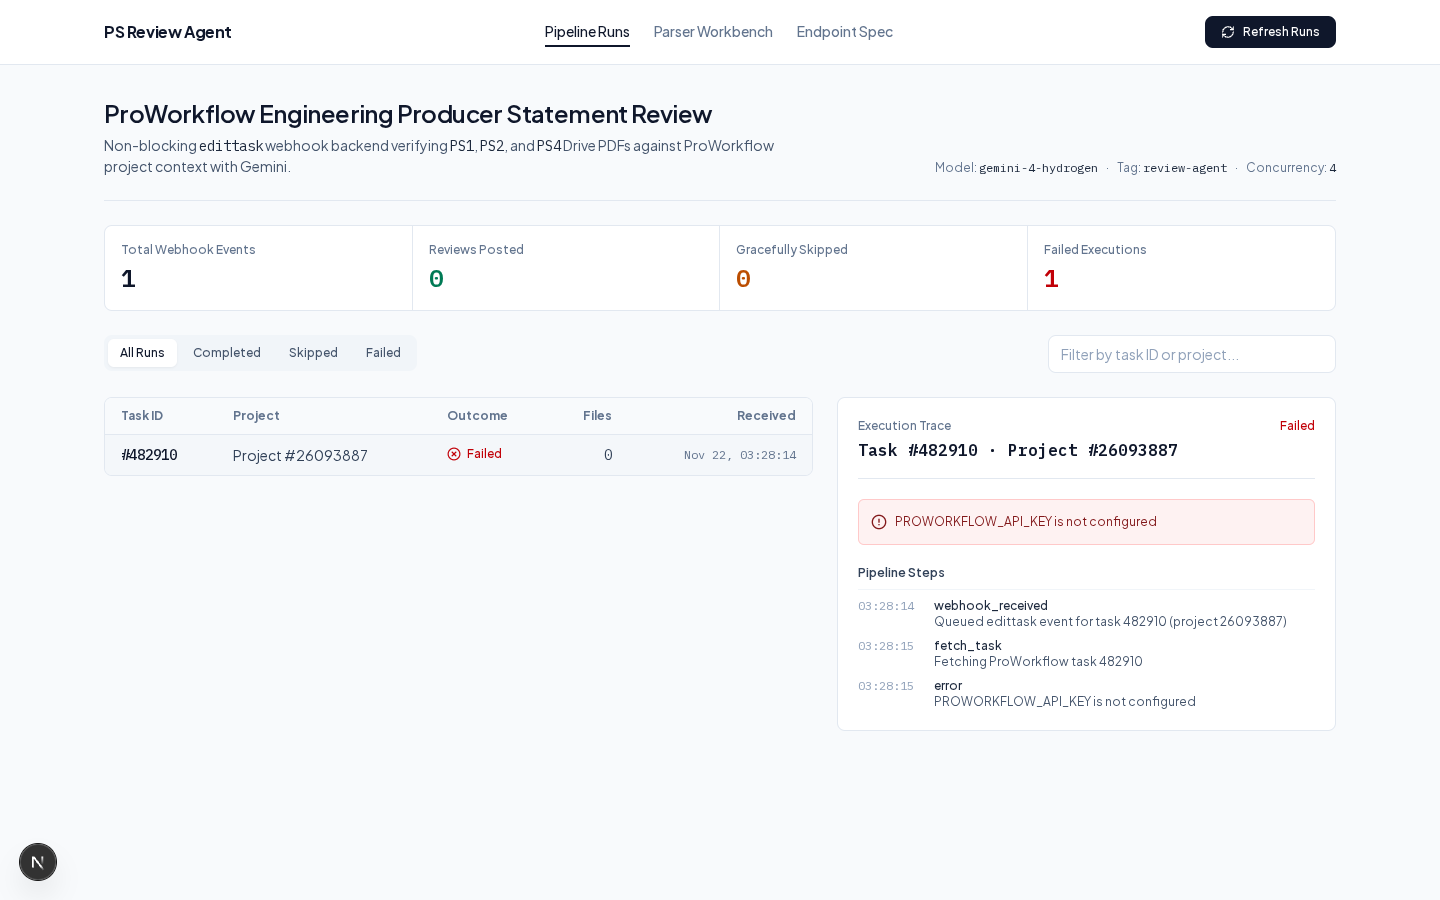 PS Review Agent
Pipeline Runs
Parser Workbench
Endpoint Spec
Refresh Runs
ProWorkflow Engineering Producer Statement Review
Non-blocking edittask webhook backend verifying PS1, PS2, and PS4 Drive PDFs against ProWorkflow
project context with Gemini.
Model: gemini-4-hydrogen · Tag: review-agent · Concurrency: 4
Total Webhook Events
1
Reviews Posted
0
Gracefully Skipped
0
Failed Executions
1
All Runs
Completed
Skipped
Failed
Filter by task ID or project...
Task ID Project Outcome Files Received
#482910 Project #26093887 Failed 0 Nov 22, 03:28:14
Execution Trace
Failed
Task #482910 · Project #26093887
PROWORKFLOW_API_KEY is not configured
Pipeline Steps
03:28:14 webhook_received
Queued edittask event for task 482910 (project 26093887)
03:28:15 fetch_task
Fetching ProWorkflow task 482910
03:28:15 error
PROWORKFLOW_API_KEY is not configured
N